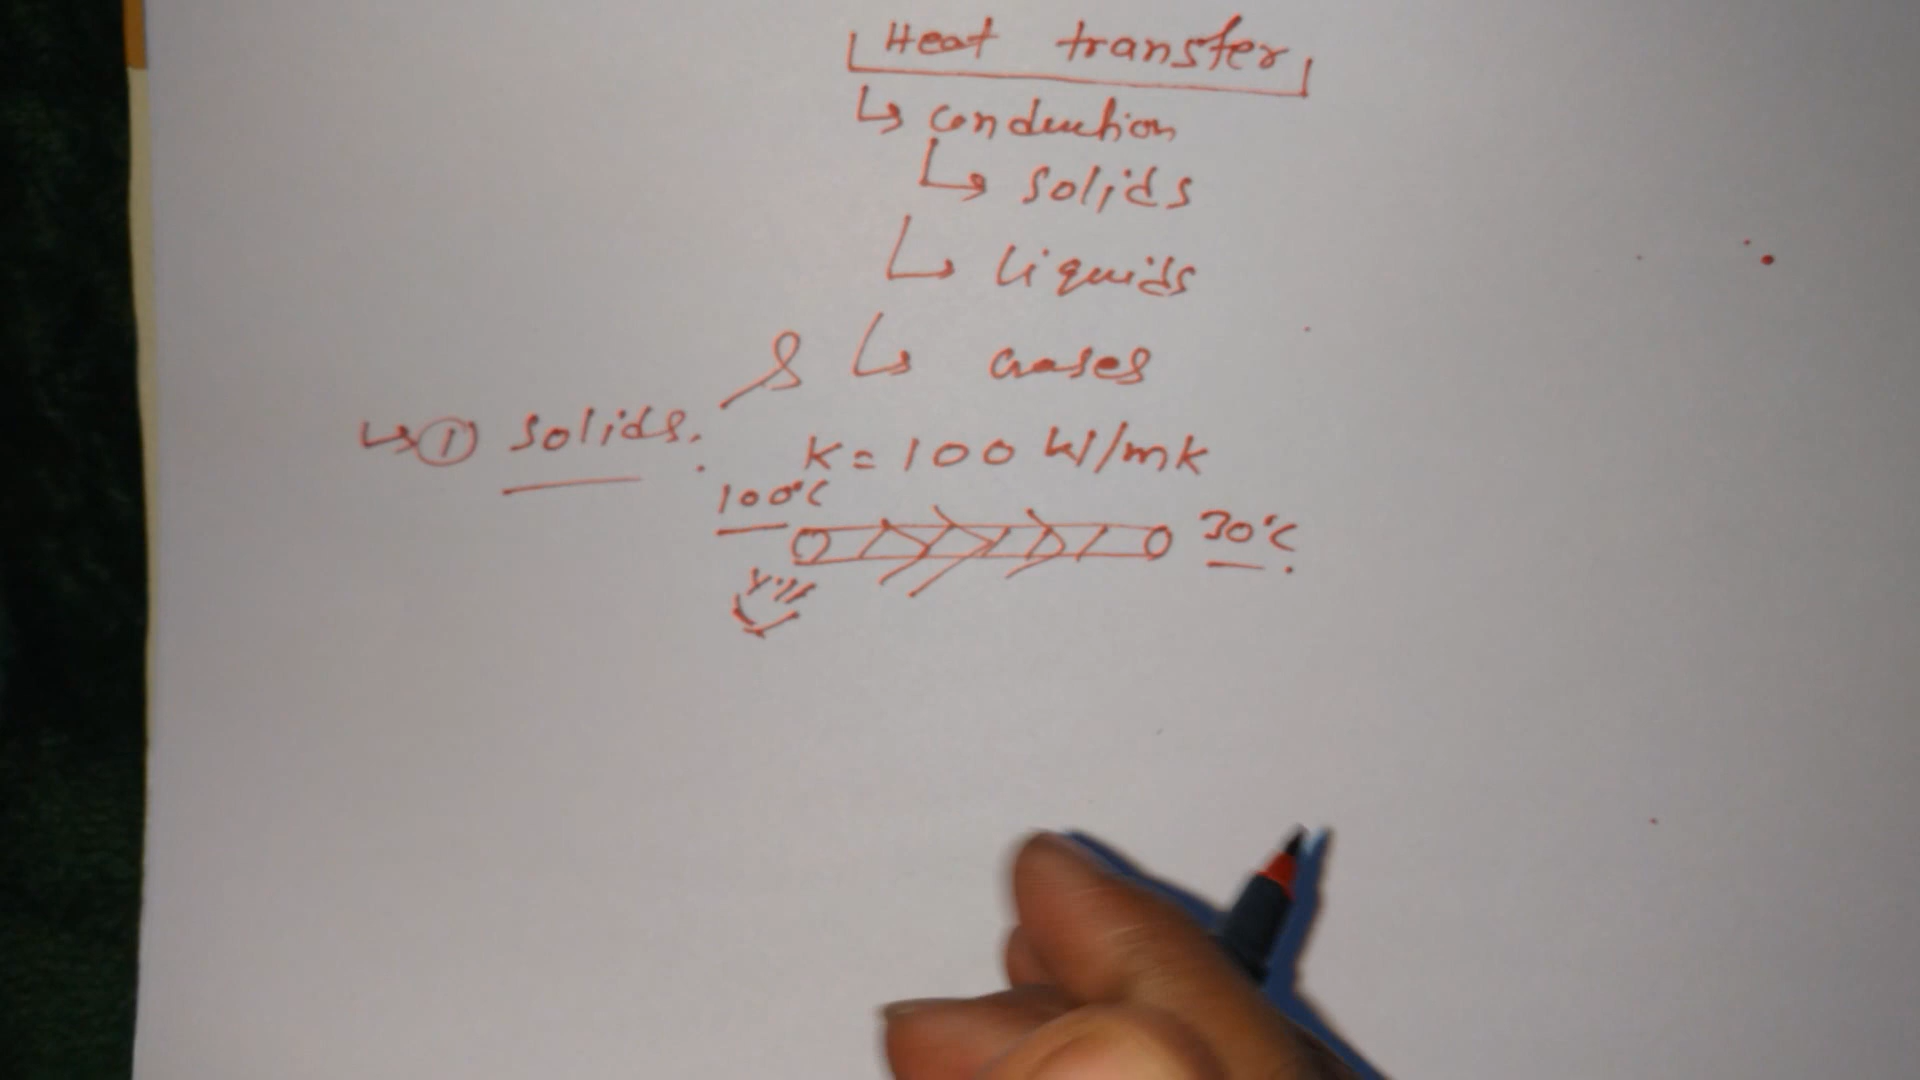 Heat transfer
↳ conduction
↳ solids
↳ liquids
↳ Gases
↳ ① solids.
K = 100 W/mk
100°C
30°C.